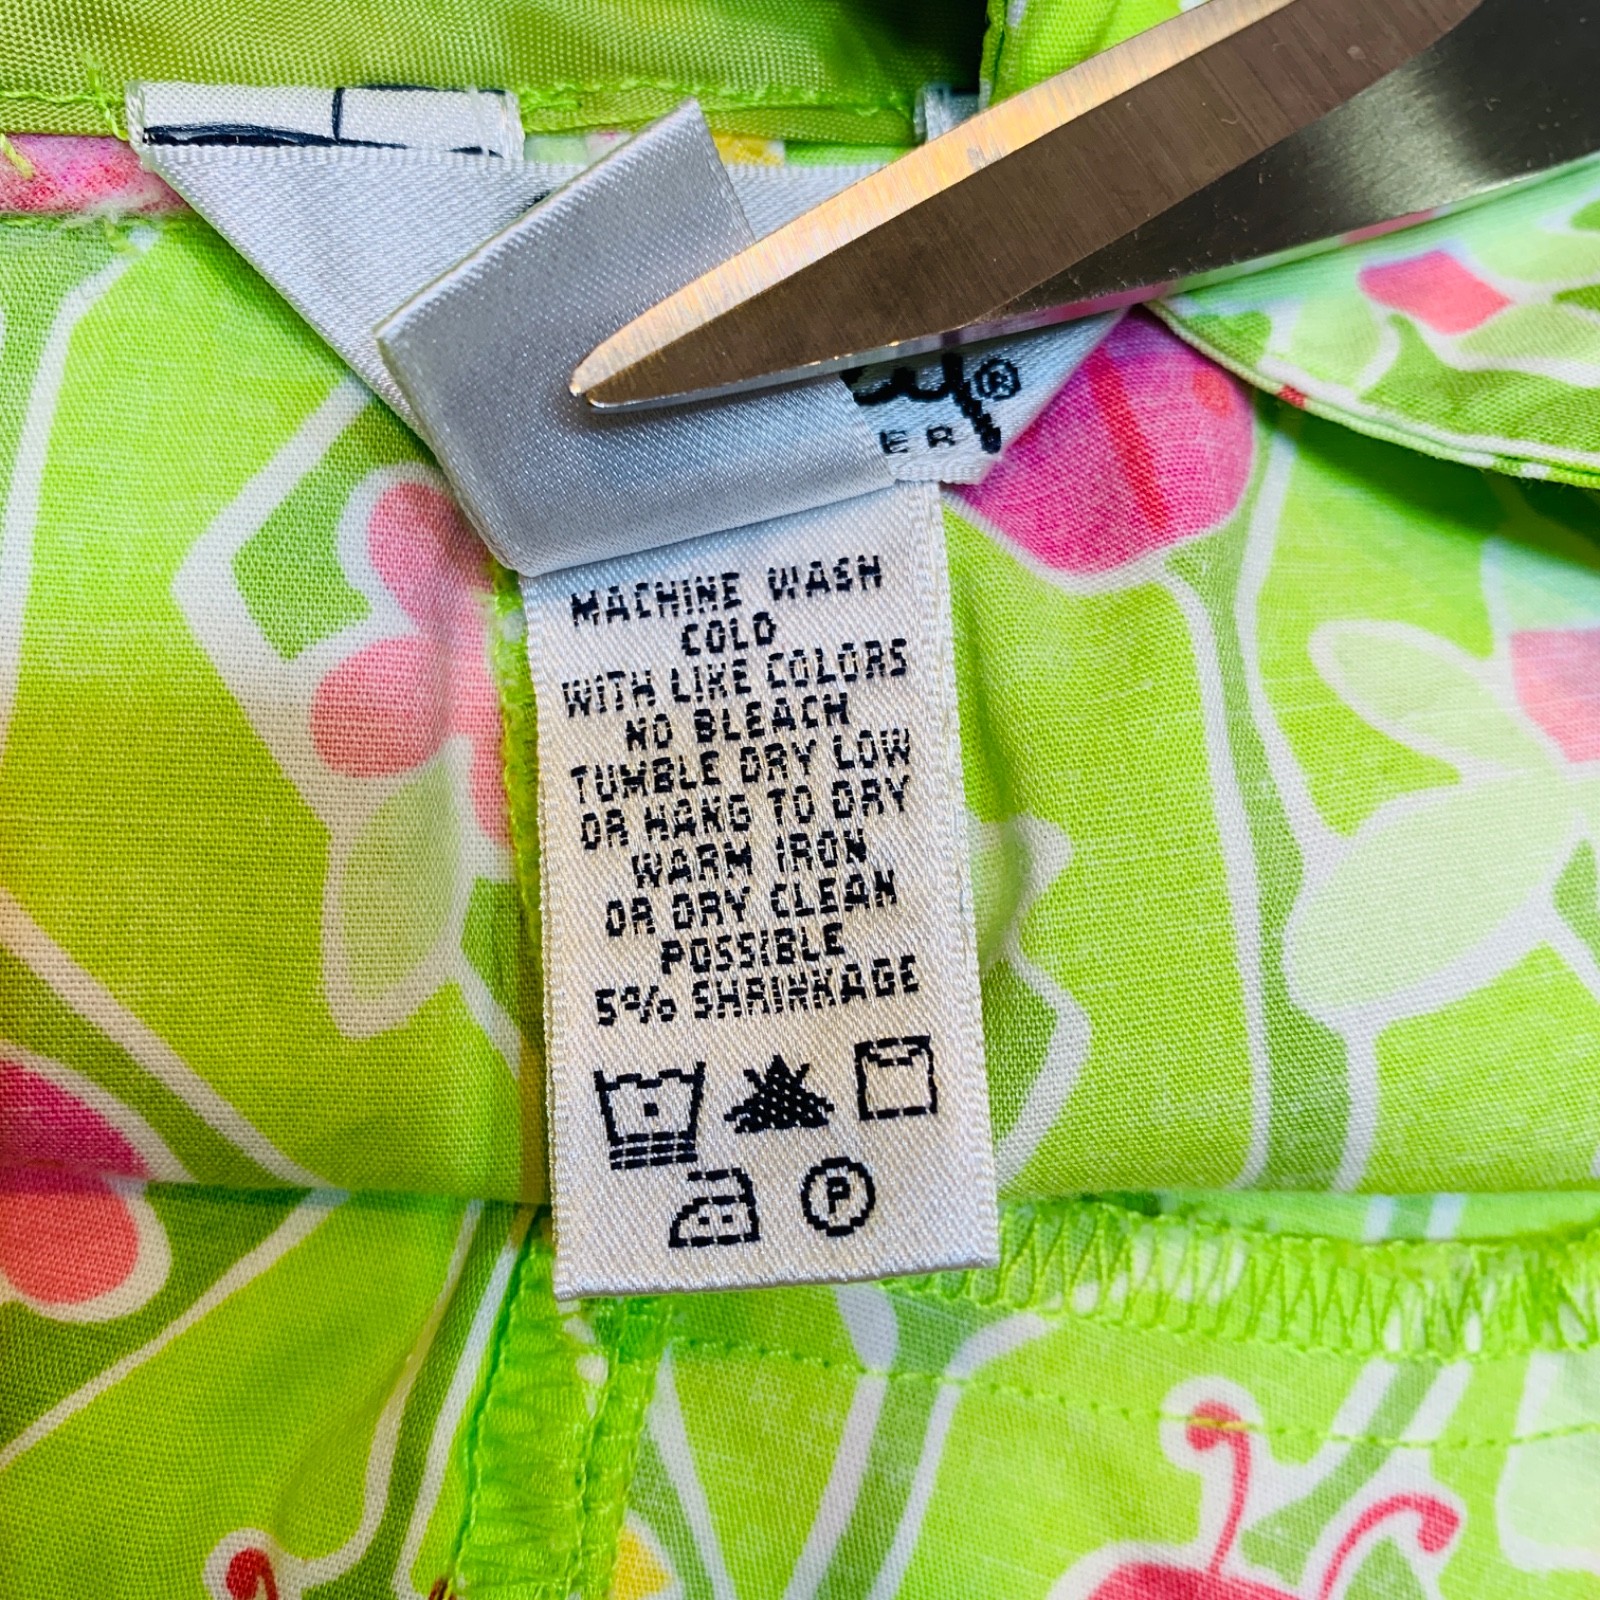 ®
ER
MACHINE WASH
COLD
WITH LIKE COLORS
NO BLEACH
TUMBLE DRY LOW
OR HANG TO DRY
WARM IRON
OR DRY CLEAN
POSSIBLE
5% SHRINKAGE
P